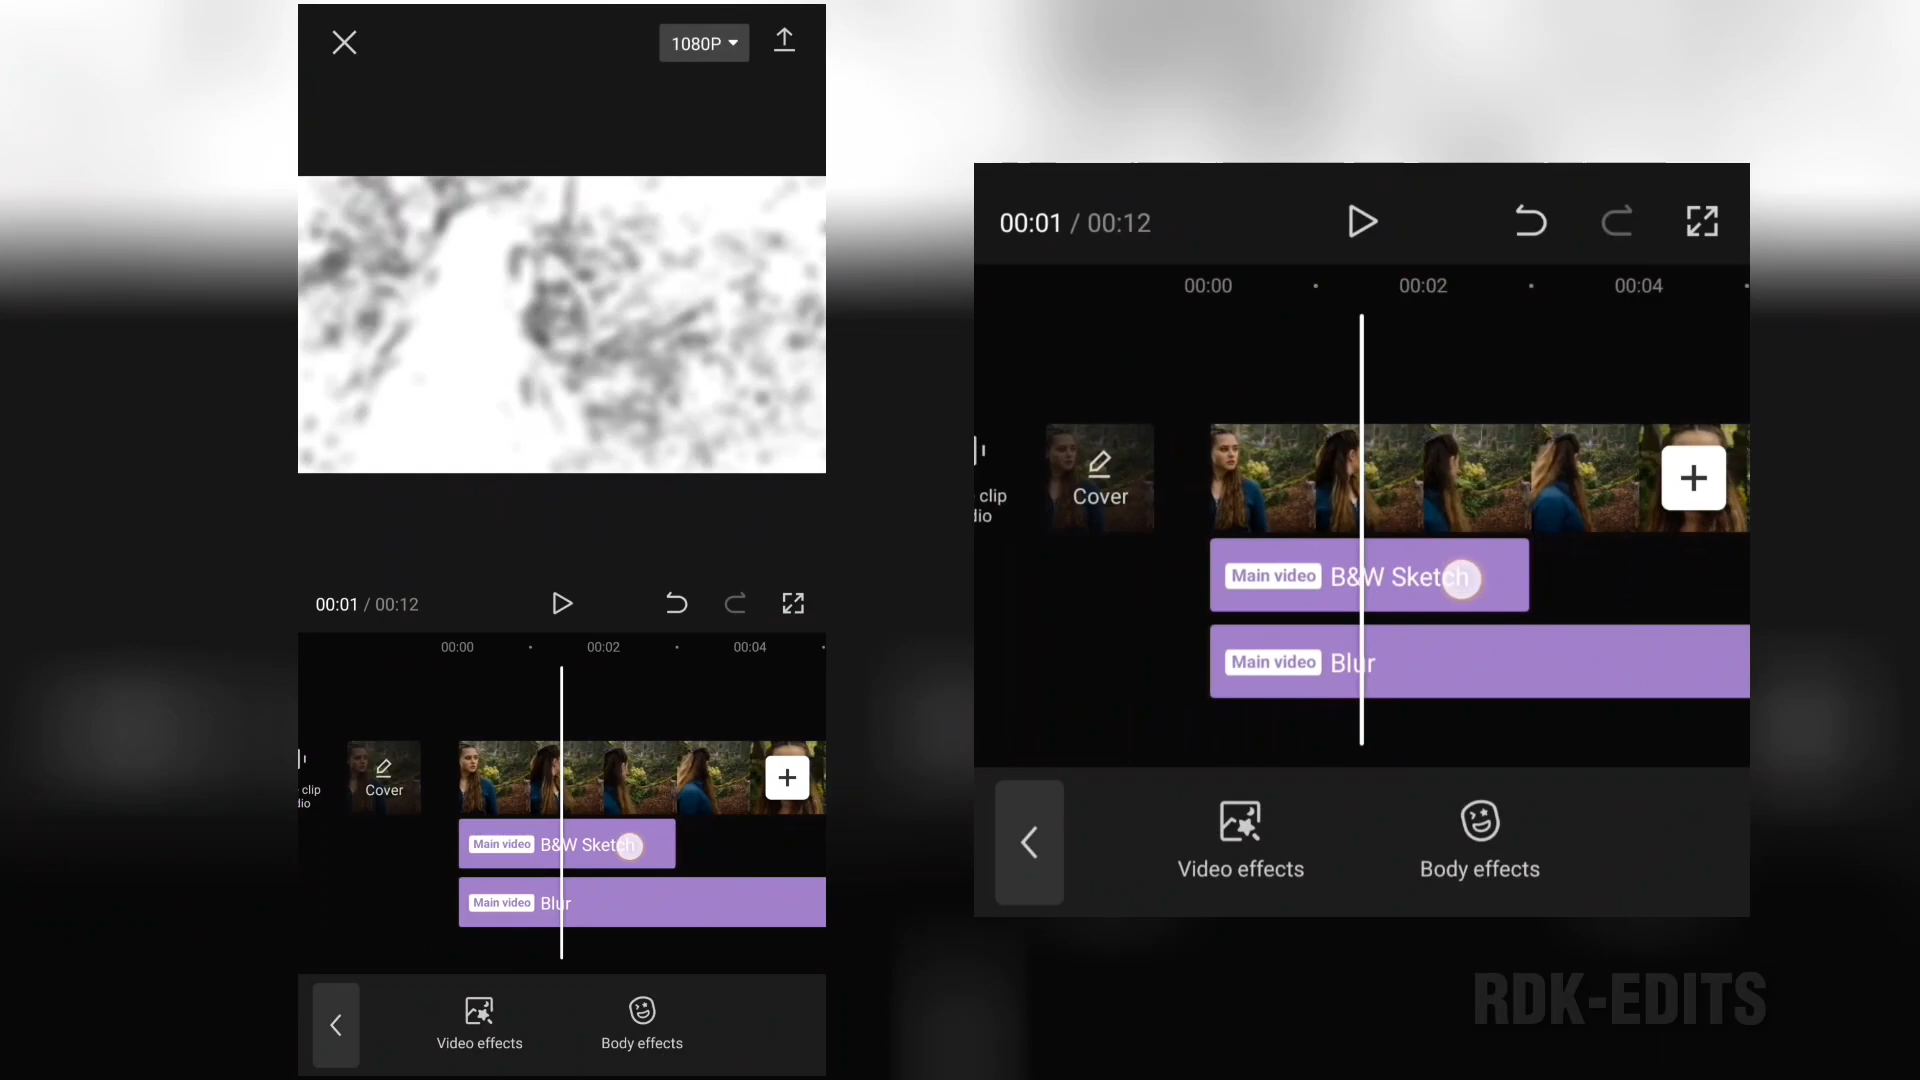 1080P
00:01 / 00:12
00:00
00:02
00:04
clip
dio
Cover
Main video B&W Sketch
Main video Blur
Video effects
Body effects
00:01 / 00:12
00:00
00:02
00:04
clip
dio
Cover
Main video B&W Sketch
Main video Blur
Video effects
Body effects
RDK-EDITS